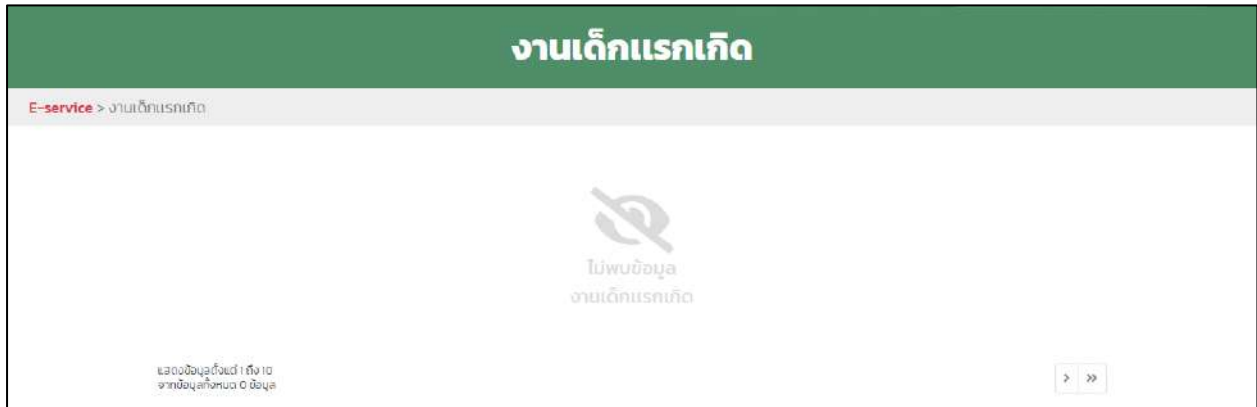 งานเด็กแรกเกิด
E-service > งานเด็กแรกเกิด
ไม่พบข้อมูล
งานเด็กแรกเกิด
แสดงข้อมูลตั้งแต่ 1 ถึง 10
จากข้อมูลทั้งหมด 0 ข้อมูล